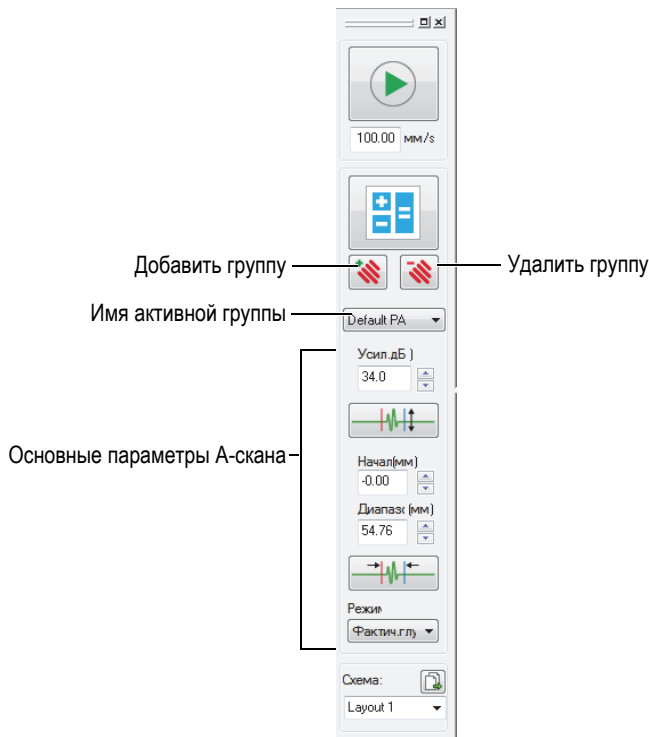 100.00 мм/s
Добавить группу
Удалить группу
Имя активной группы
Default PA
Усил.дБ )
34.0
Основные параметры А-скана
Начал(мм)
-0.00
Диапазо (мм)
54.76
Режим
Фактич.глу
Схема:
Layout 1